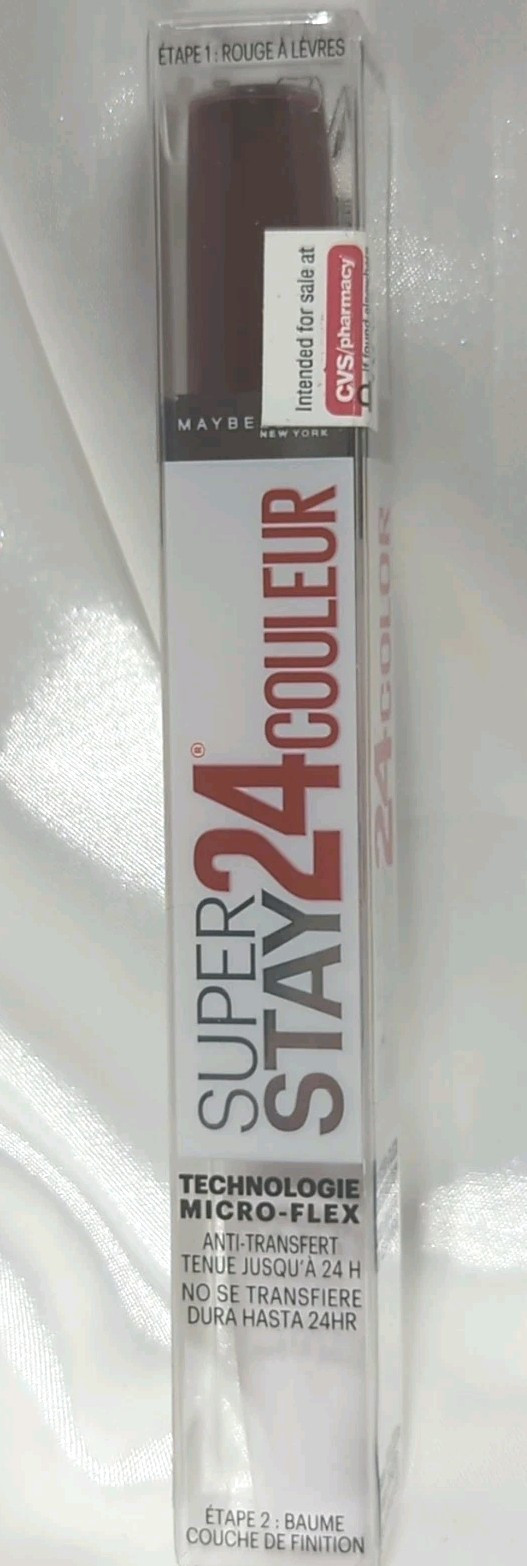 ÉTAPE 1 : ROUGE À LÈVRES
Intended for sale at
CVS/pharmacy
MAYBE
NEW YORK
SUPER
STAY 24 COULEUR
®
24 COLOR
TECHNOLOGIE
MICRO-FLEX
ANTI-TRANSFERT
TENUE JUSQU'À 24 H
NO SE TRANSFIERE
DURA HASTA 24HR
ÉTAPE 2 : BAUME
COUCHE DE FINITION